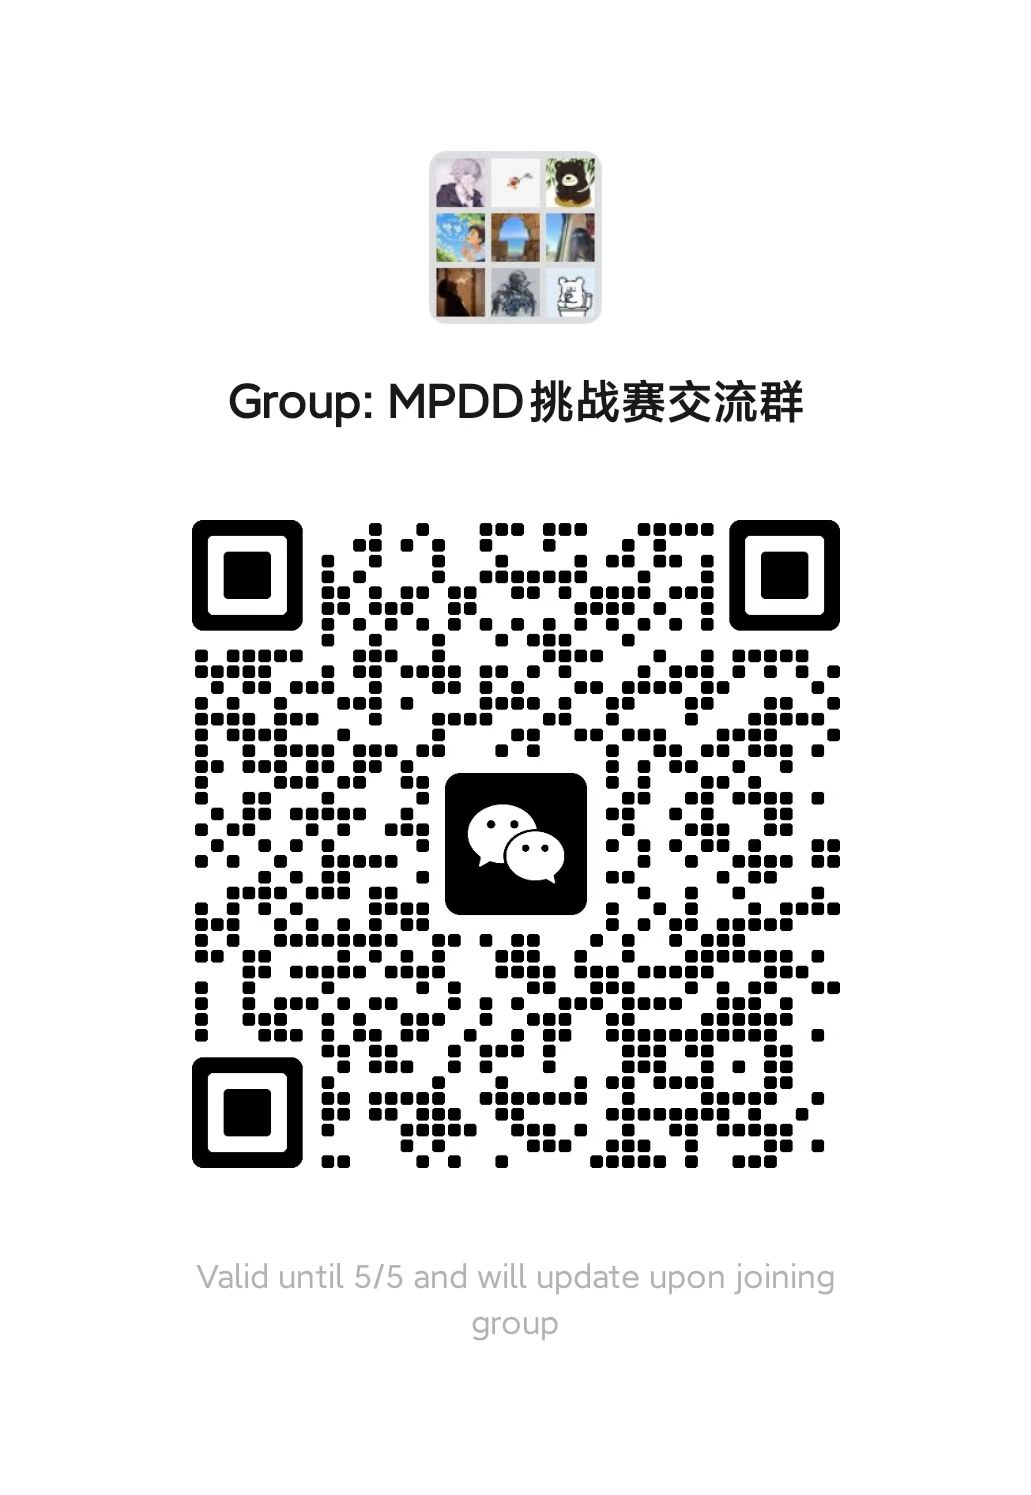 Group: MPDD挑战赛交流群
Valid until 5/5 and will update upon joining
group